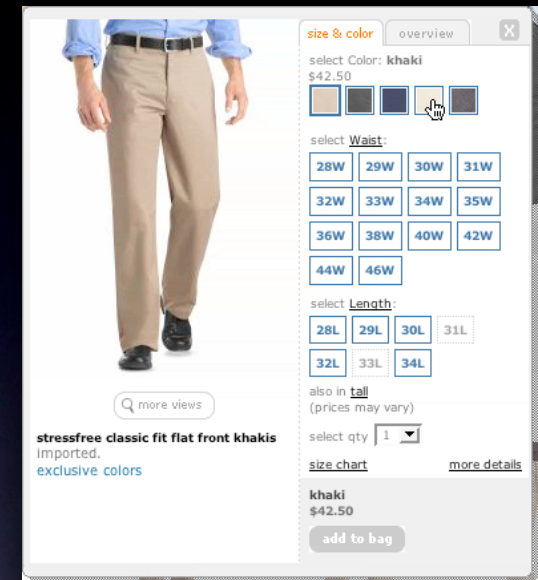 size & color
overview
X
select Color: khaki
$42.50
select Waist:
28W 29W 30W 31W
32W 33W 34W 35W
36W 38W 40W 42W
44W 46W
select Length:
28L 29L 30L 31L
32L 33L 34L
also in tall
(prices may vary)
select qty 1
size chart more details
khaki
$42.50
add to bag
more views
stressfree classic fit flat front khakis
imported.
exclusive colors